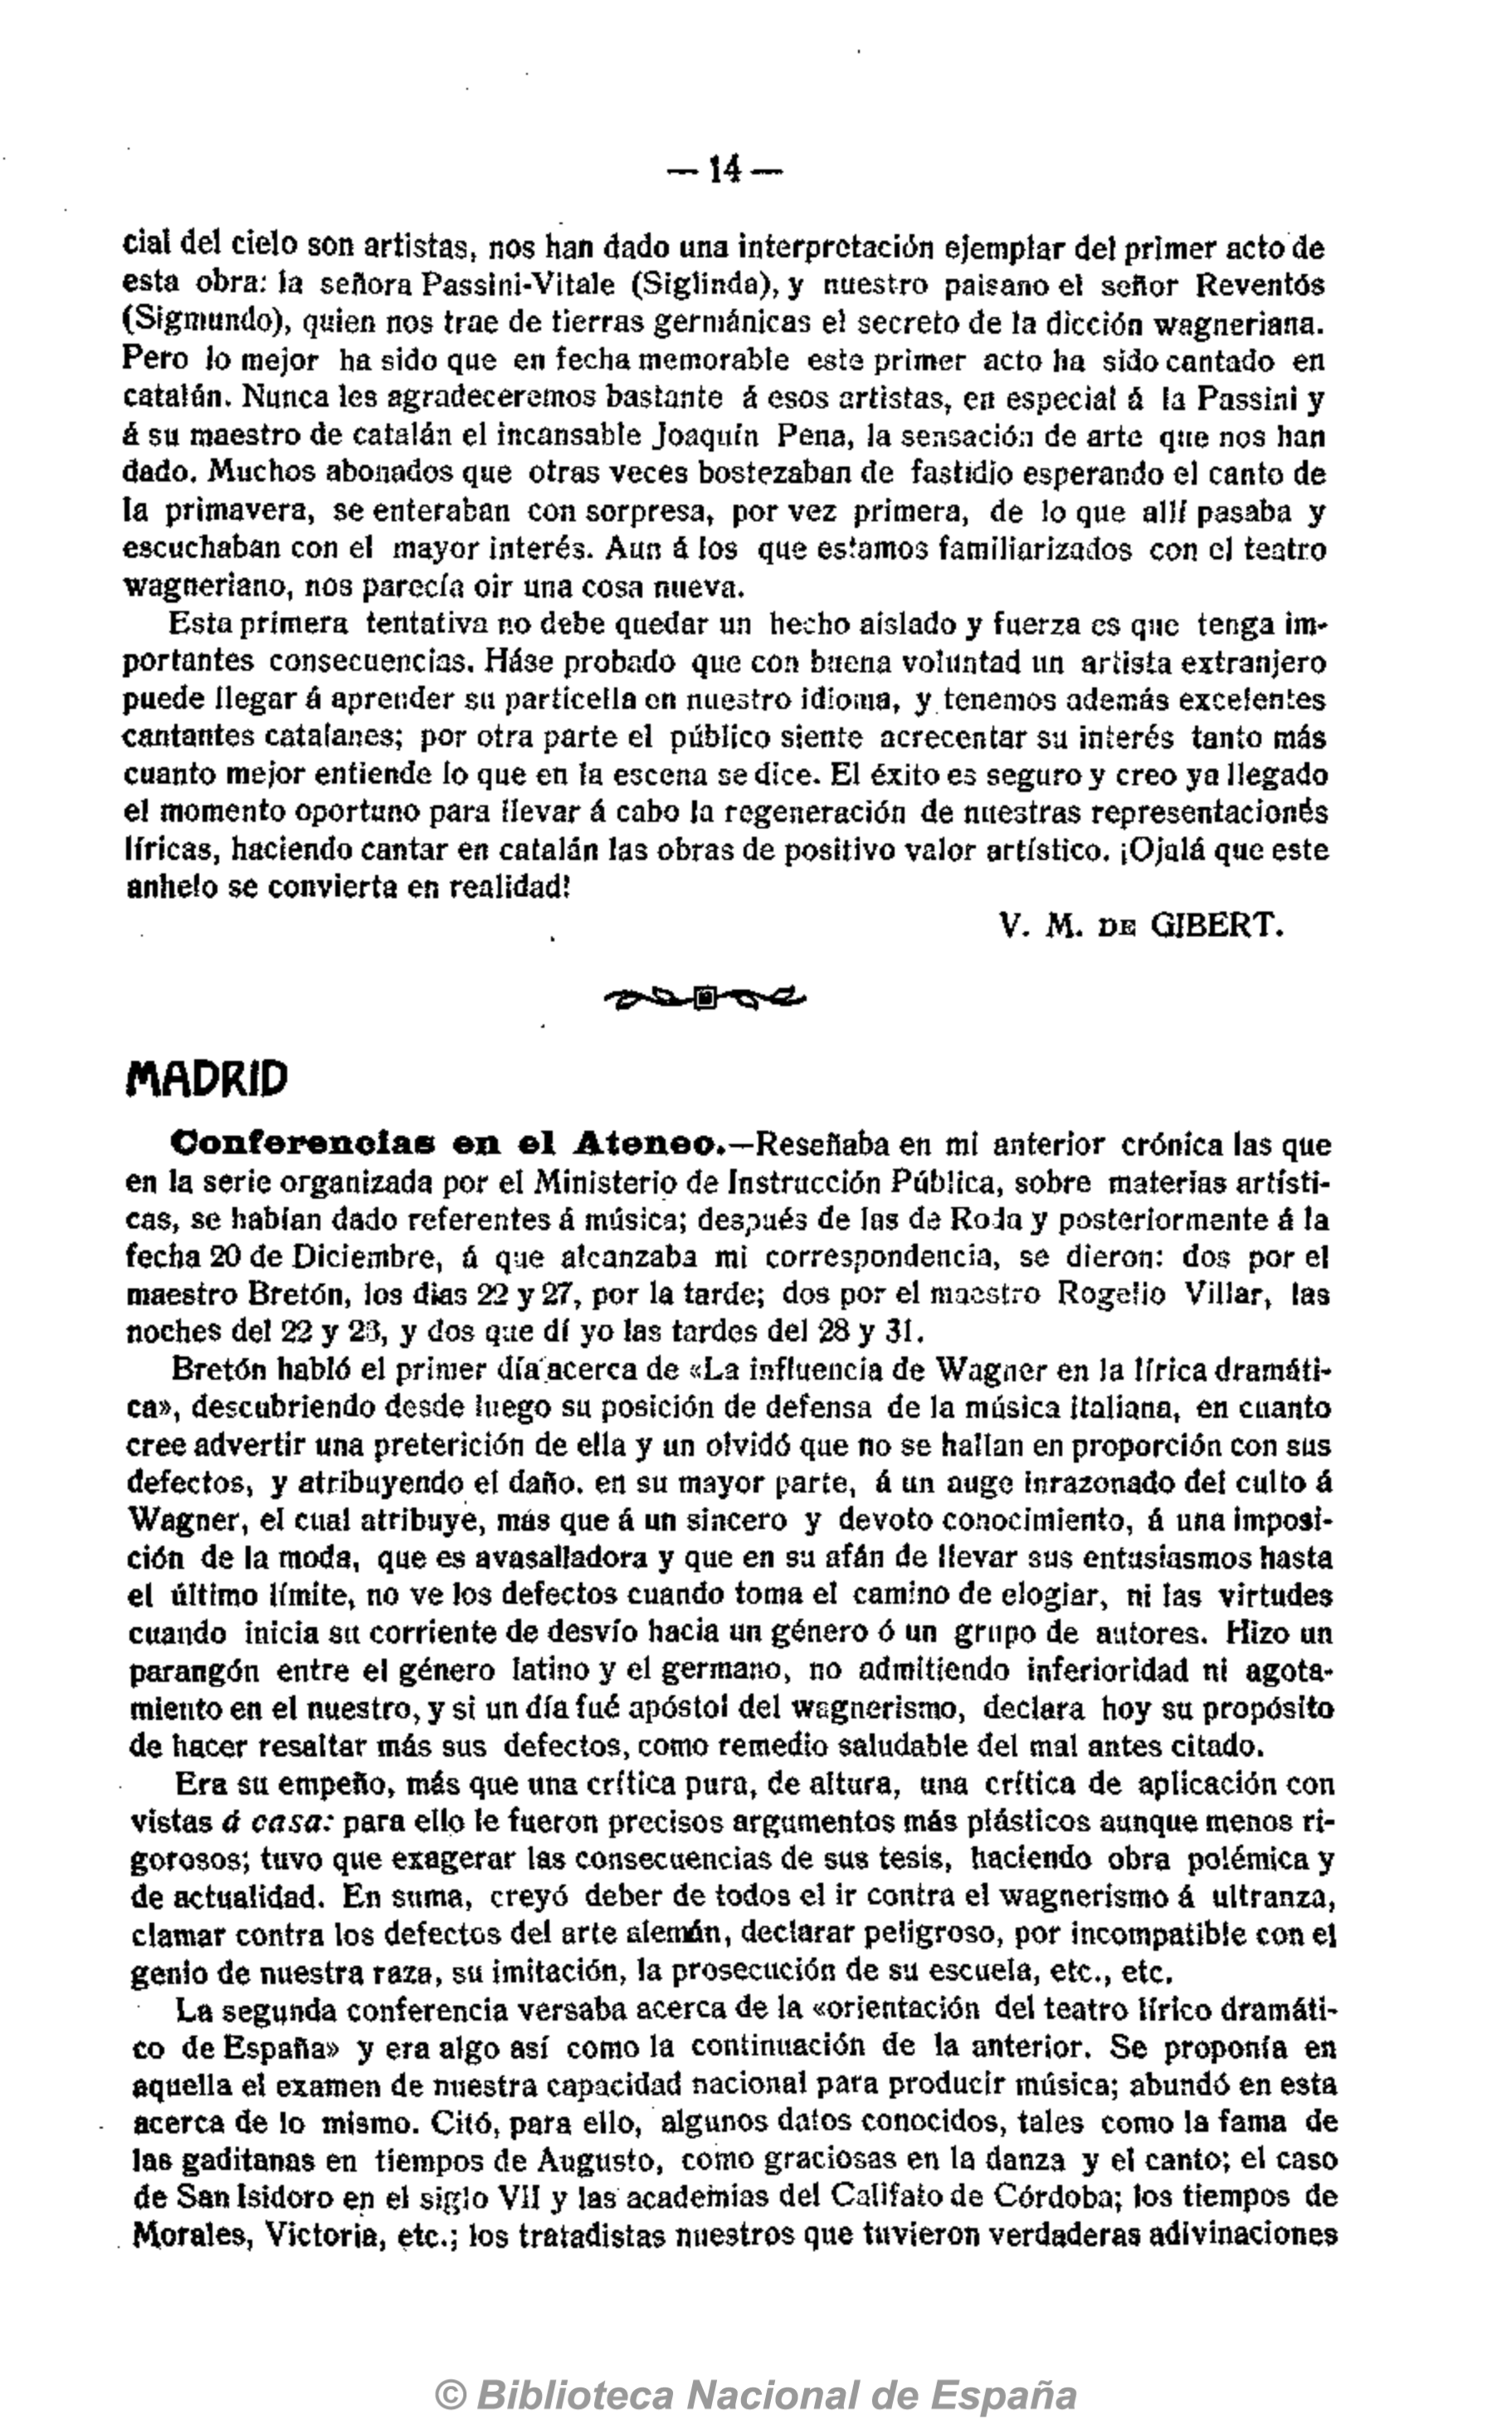 — 14 —
cial del cielo son artistas, nos han dado una interpretación ejemplar del primer acto de
esta obra: la señora Passini-Vitale (Siglinda), y nuestro paisano el señor Reventós
(Sigmundo), quien nos trae de tierras germánicas el secreto de la dicción wagneriana.
Pero lo mejor ha sido que en fecha memorable este primer acto ha sido cantado en
catalán. Nunca les agradeceremos bastante á esos artistas, en especial á la Passini y
á su maestro de catalán el incansable Joaquín Pena, la sensación de arte que nos han
dado. Muchos abonados que otras veces bostezaban de fastidio esperando el canto de
la primavera, se enteraban con sorpresa, por vez primera, de lo que allí pasaba y
escuchaban con el mayor interés. Aun á los que estamos familiarizados con el teatro
wagneriano, nos parecía oir una cosa nueva.
Esta primera tentativa no debe quedar un hecho aislado y fuerza es que tenga im-
portantes consecuencias. Háse probado que con buena voluntad un artista extranjero
puede llegar á aprender su particella en nuestro idioma, y tenemos además excelentes
cantantes catalanes; por otra parte el público siente acrecentar su interés tanto más
cuanto mejor entiende lo que en la escena se dice. El éxito es seguro y creo ya llegado
el momento oportuno para llevar á cabo la regeneración de nuestras representacionés
líricas, haciendo cantar en catalán las obras de positivo valor artístico. ¡Ojalá que este
anhelo se convierta en realidad!
V. M. DE GIBERT.
MADRID
Conferencias en el Ateneo.—Reseñaba en mi anterior crónica las que
en la serie organizada por el Ministerio de Instrucción Pública, sobre materias artísti-
cas, se habían dado referentes á música; después de las de Roda y posteriormente á la
fecha 20 de Diciembre, á que alcanzaba mi correspondencia, se dieron: dos por el
maestro Bretón, los dias 22 y 27, por la tarde; dos por el maestro Rogelio Villar, las
noches del 22 y 23, y dos que dí yo las tardes del 28 y 31.
Bretón habló el primer día acerca de «La influencia de Wagner en la lírica dramáti-
ca», descubriendo desde luego su posición de defensa de la música italiana, en cuanto
cree advertir una preterición de ella y un olvidó que no se hallan en proporción con sus
defectos, y atribuyendo el daño. en su mayor parte, á un auge inrazonado del culto á
Wagner, el cual atribuye, más que á un sincero y devoto conocimiento, á una imposi-
ción de la moda, que es avasalladora y que en su afán de llevar sus entusiasmos hasta
el último límite, no ve los defectos cuando toma el camino de elogiar, ni las virtudes
cuando inicia su corriente de desvío hacia un género ó un grupo de autores. Hizo un
parangón entre el género latino y el germano, no admitiendo inferioridad ni agota-
miento en el nuestro, y si un día fué apóstol del wagnerismo, declara hoy su propósito
de hacer resaltar más sus defectos, como remedio saludable del mal antes citado.
Era su empeño, más que una crítica pura, de altura, una crítica de aplicación con
vistas á casa: para ello le fueron precisos argumentos más plásticos aunque menos ri-
gorosos; tuvo que exagerar las consecuencias de sus tesis, haciendo obra polémica y
de actualidad. En suma, creyó deber de todos el ir contra el wagnerismo á ultranza,
clamar contra los defectos del arte alemán, declarar peligroso, por incompatible con el
genio de nuestra raza, su imitación, la prosecución de su escuela, etc., etc.
La segunda conferencia versaba acerca de la «orientación del teatro lírico dramáti-
co de España» y era algo así como la continuación de la anterior. Se proponía en
aquella el examen de nuestra capacidad nacional para producir música; abundó en esta
acerca de lo mismo. Citó, para ello, algunos datos conocidos, tales como la fama de
las gaditanas en tiempos de Augusto, como graciosas en la danza y el canto; el caso
de San Isidoro en el siglo VII y las academias del Califato de Córdoba; los tiempos de
Morales, Victoria, etc.; los tratadistas nuestros que tuvieron verdaderas adivinaciones
© Biblioteca Nacional de España